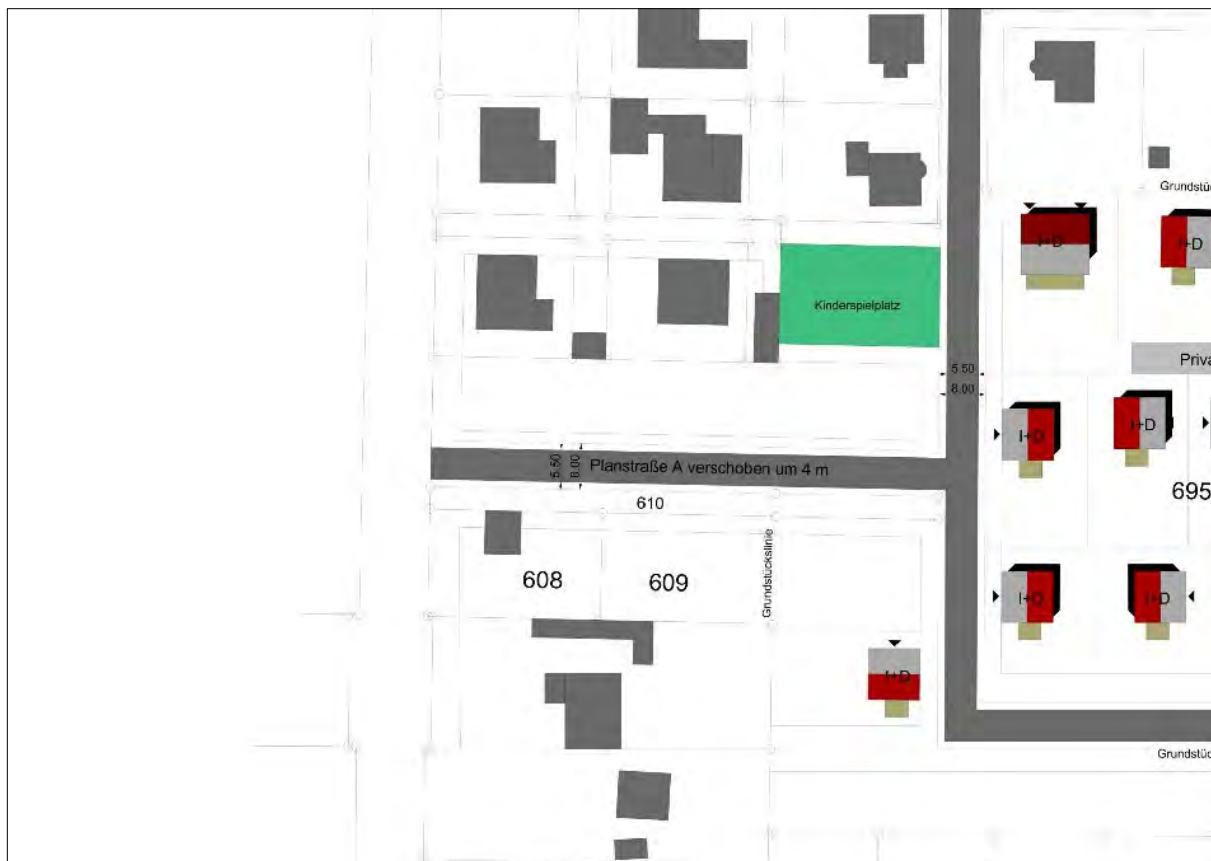 Grundstüc
I+D
I+D
Kinderspielplatz
Priva
5.50
8.00
I+D
I+D
5.50
8.00
Planstraße A verschoben um 4 m
695
610
Grundstückslinie
608
609
I+D
I+D
I+D
Grundstüc